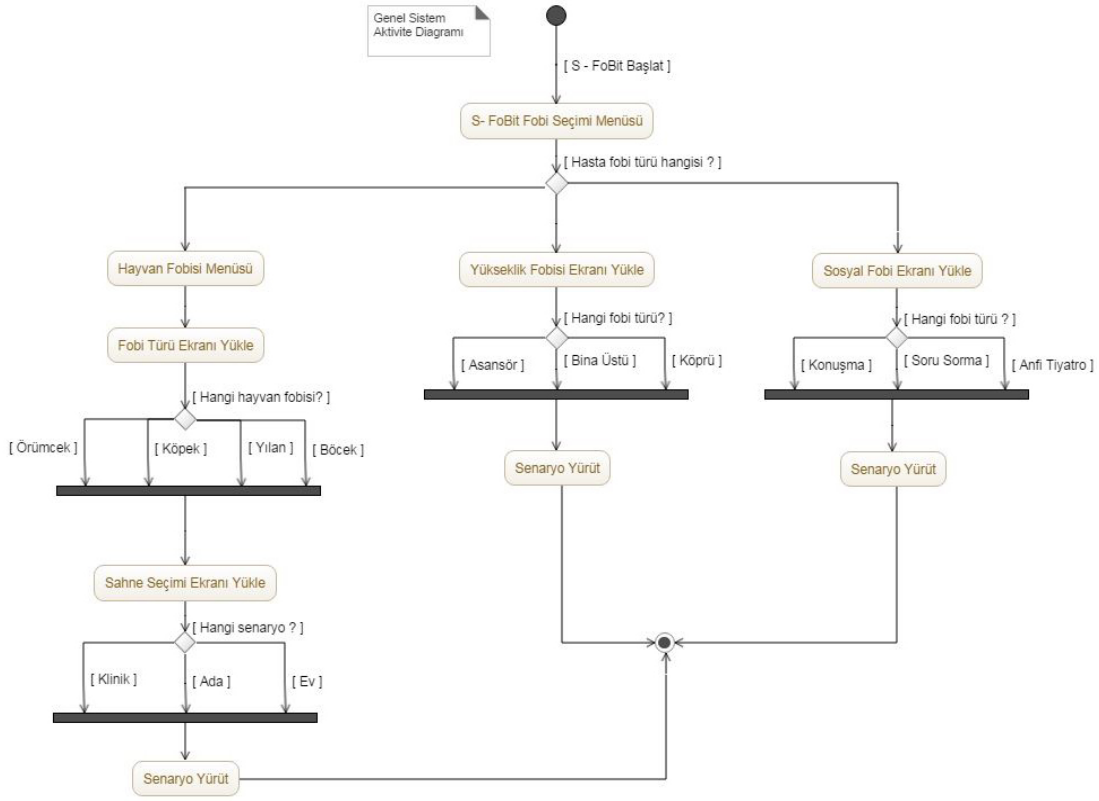 Genel Sistem
Aktivite Diagramı
[ S - FoBit Başlat ]
S- FoBit Fobi Seçimi Menüsü
[ Hasta fobi türü hangisi ? ]
Hayvan Fobisi Menüsü
Yükseklik Fobisi Ekranı Yükle
Sosyal Fobi Ekranı Yükle
Fobi Türü Ekranı Yükle
[ Hangi fobi türü? ]
[ Hangi fobi türü ? ]
[ Asansör ]
[ Bina Üstü ]
[ Köprü ]
[ Konuşma ]
[ Soru Sorma ]
[ Anfi Tiyatro ]
[ Hangi hayvan fobisi? ]
[ Örümcek ]
[ Köpek ]
[ Yılan ]
[ Böcek ]
Senaryo Yürüt
Senaryo Yürüt
Sahne Seçimi Ekranı Yükle
[ Hangi senaryo ? ]
[ Klinik ]
[ Ada ]
[ Ev ]
Senaryo Yürüt